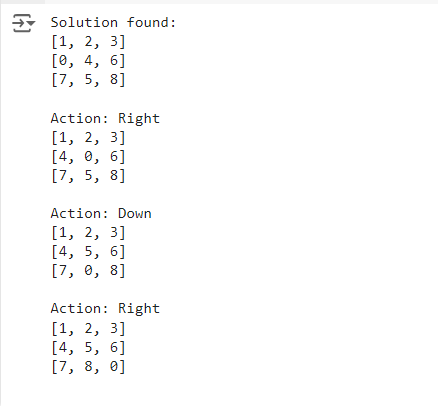 Solution found:
[1, 2, 3]
[0, 4, 6]
[7, 5, 8]
Action: Right
[1, 2, 3]
[4, 0, 6]
[7, 5, 8]
Action: Down
[1, 2, 3]
[4, 5, 6]
[7, 0, 8]
Action: Right
[1, 2, 3]
[4, 5, 6]
[7, 8, 0]